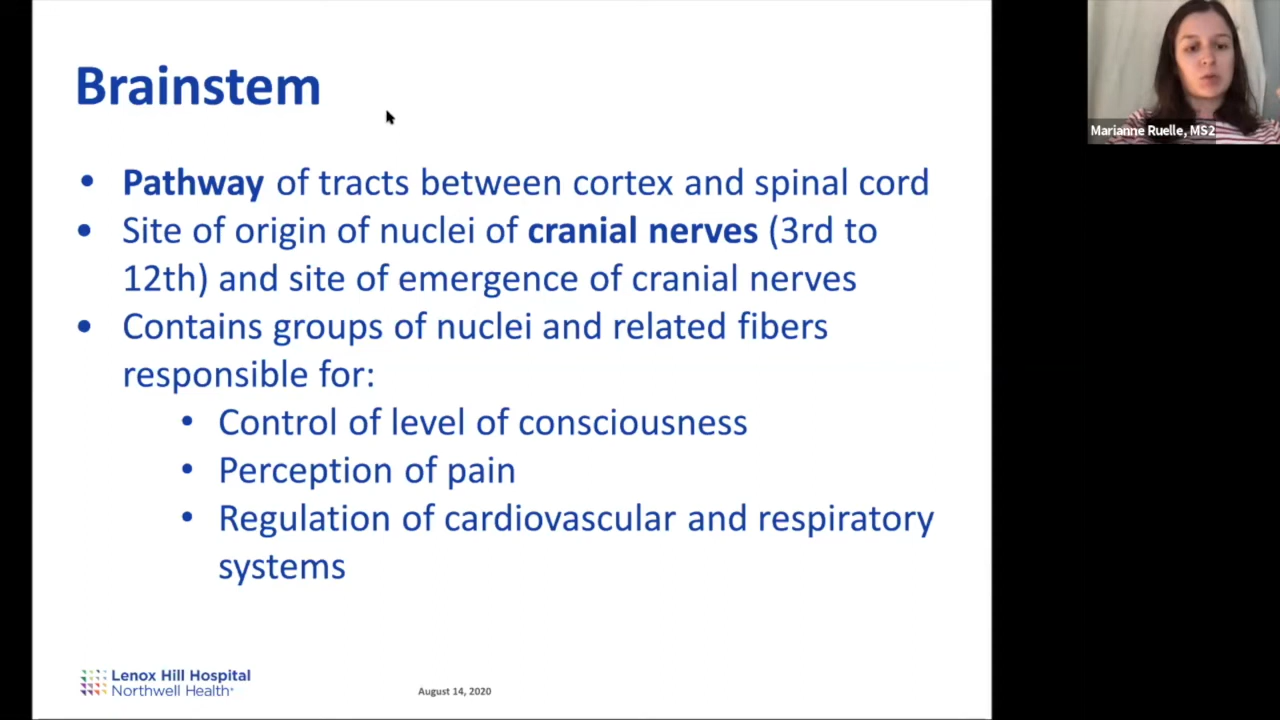 Brainstem
• Pathway of tracts between cortex and spinal cord
• Site of origin of nuclei of cranial nerves (3rd to
12th) and site of emergence of cranial nerves
• Contains groups of nuclei and related fibers
responsible for:
• Control of level of consciousness
• Perception of pain
• Regulation of cardiovascular and respiratory
systems
Lenox Hill Hospital
Northwell Health
August 14, 2020
Marianne Ruelle, MS2